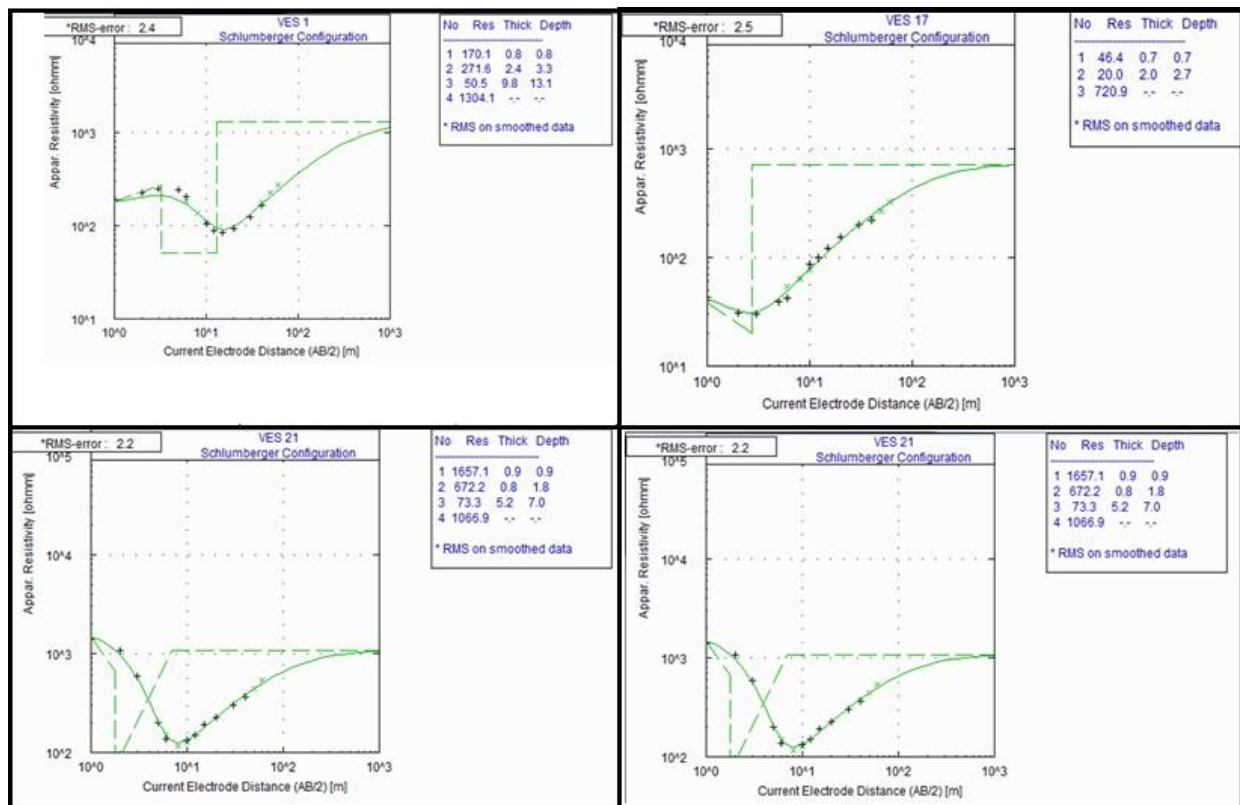 *RMS-error : 2.4
VES 1
Schlumberger Configuration
No Res Thick Depth
1 170.1 0.8 0.8
2 271.6 2.4 3.3
3 50.5 9.8 13.1
4 1304.1 -.- -.-
* RMS on smoothed data
Appar. Resistivity [ohmm]
10^4
10^3
10^2
10^1
10^0 10^1 10^2 10^3
Current Electrode Distance (AB/2) [m]
*RMS-error : 2.5
VES 17
Schlumberger Configuration
No Res Thick Depth
1 46.4 0.7 0.7
2 20.0 2.0 2.7
3 720.9 -.- -.-
* RMS on smoothed data
Appar. Resistivity [ohmm]
10^4
10^3
10^2
10^1
10^0 10^1 10^2 10^3
Current Electrode Distance (AB/2) [m]
*RMS-error : 2.2
VES 21
Schlumberger Configuration
No Res Thick Depth
1 1657.1 0.9 0.9
2 672.2 0.8 1.8
3 73.3 5.2 7.0
4 1066.9 -.- -.-
* RMS on smoothed data
Appar. Resistivity [ohmm]
10^5
10^4
10^3
10^2
10^0 10^1 10^2 10^3
Current Electrode Distance (AB/2) [m]
*RMS-error : 2.2
VES 21
Schlumberger Configuration
No Res Thick Depth
1 1657.1 0.9 0.9
2 672.2 0.8 1.8
3 73.3 5.2 7.0
4 1066.9 -.- -.-
* RMS on smoothed data
Appar. Resistivity [ohmm]
10^5
10^4
10^3
10^2
10^0 10^1 10^2 10^3
Current Electrode Distance (AB/2) [m]